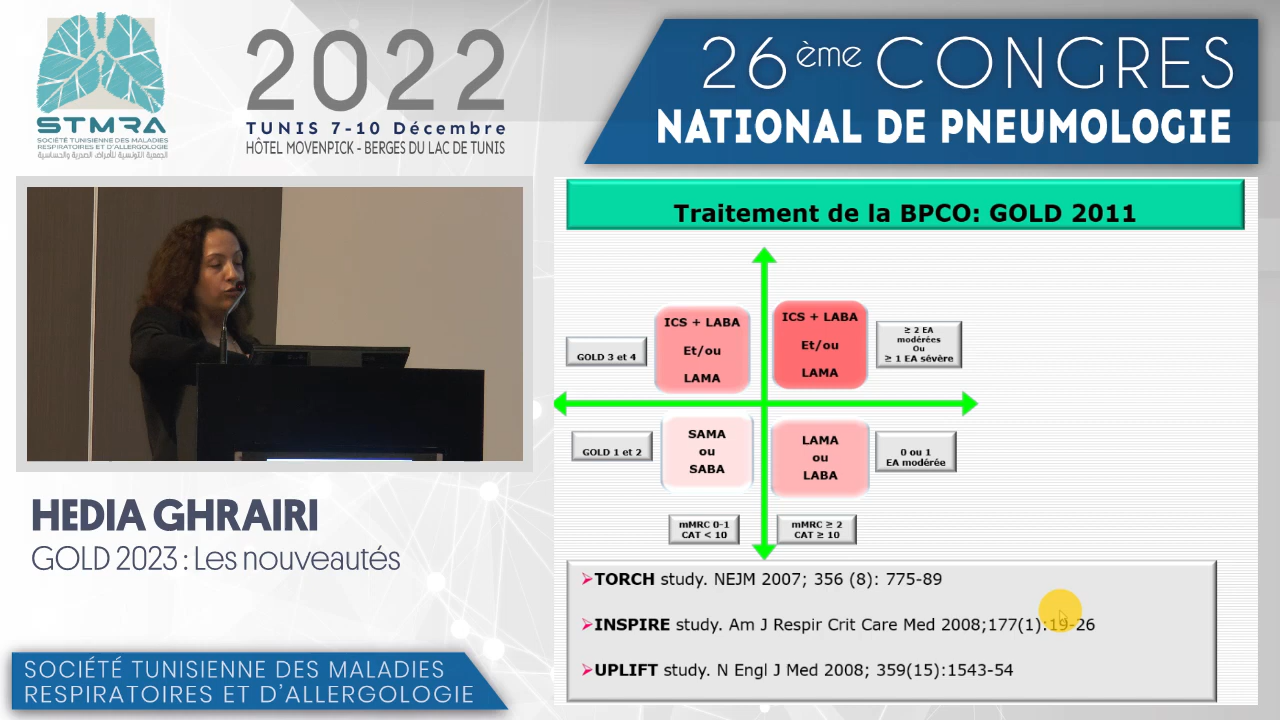 STMRA
SOCIÉTÉ TUNISIENNE DES MALADIES
RESPIRATOIRES ET D'ALLERGOLOGIE
الجمعية التونسية للأمراض الصدرية والحساسية
2022
TUNIS 7-10 Décembre
HÔTEL MOVENPICK - BERGES DU LAC DE TUNIS
26ème CONGRES
NATIONAL DE PNEUMOLOGIE
Traitement de la BPCO: GOLD 2011
GOLD 3 et 4
ICS + LABA
Et/ou
LAMA
ICS + LABA
Et/ou
LAMA
≥ 2 EA
modérées
Ou
≥ 1 EA sévère
GOLD 1 et 2
SAMA
ou
SABA
LAMA
ou
LABA
0 ou 1
EA modérée
mMRC 0-1
CAT < 10
mMRC ≥ 2
CAT ≥ 10
➢TORCH study. NEJM 2007; 356 (8): 775-89
➢INSPIRE study. Am J Respir Crit Care Med 2008;177(1):19-26
➢UPLIFT study. N Engl J Med 2008; 359(15):1543-54
HEDIA GHRAIRI
GOLD 2023 : Les nouveautés
SOCIÉTÉ TUNISIENNE DES MALADIES
RESPIRATOIRES ET D'ALLERGOLOGIE